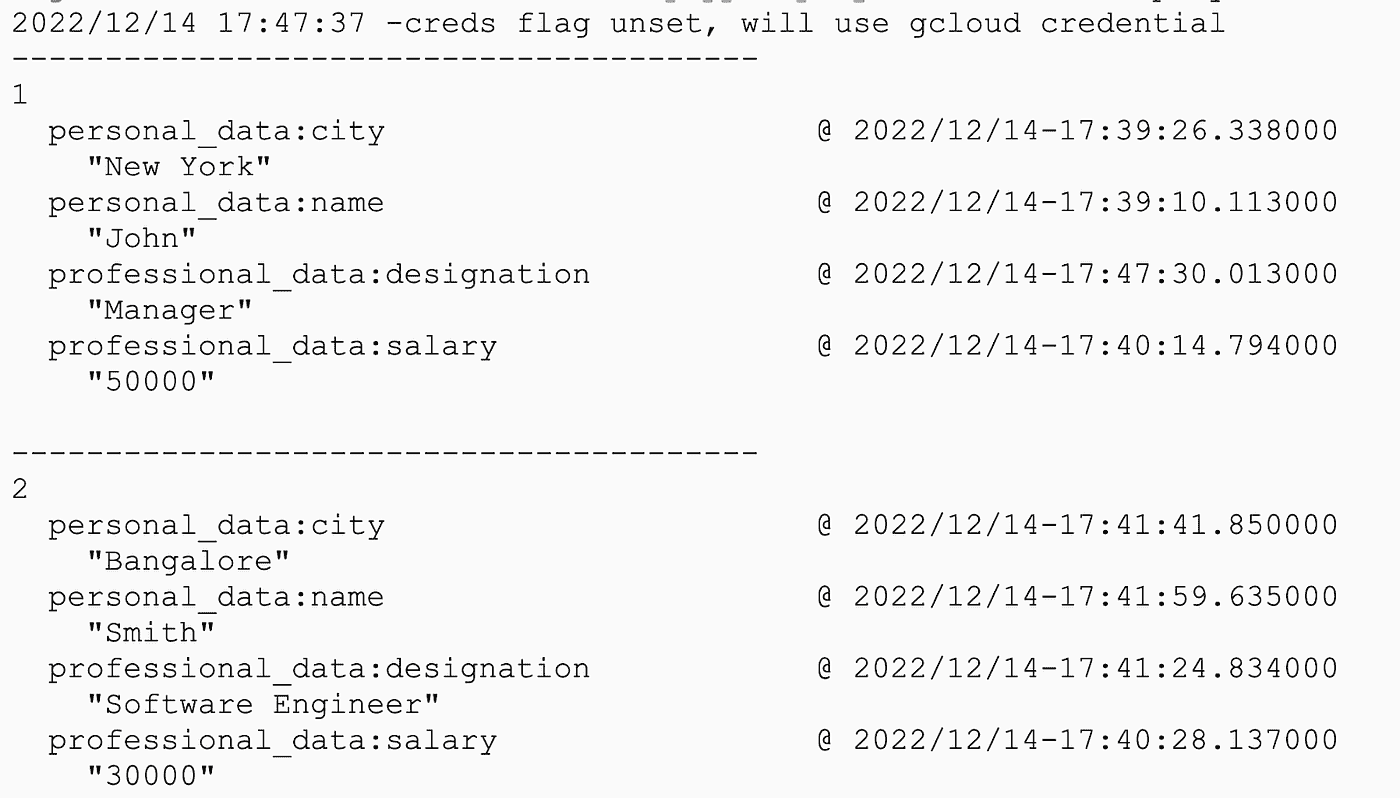 2022/12/14 17:47:37 -creds flag unset, will use gcloud credential
----------------------------------------
1
  personal_data:city                       @ 2022/12/14-17:39:26.338000
    "New York"
  personal_data:name                       @ 2022/12/14-17:39:10.113000
    "John"
  professional_data:designation            @ 2022/12/14-17:47:30.013000
    "Manager"
  professional_data:salary                 @ 2022/12/14-17:40:14.794000
    "50000"

----------------------------------------
2
  personal_data:city                       @ 2022/12/14-17:41:41.850000
    "Bangalore"
  personal_data:name                       @ 2022/12/14-17:41:59.635000
    "Smith"
  professional_data:designation            @ 2022/12/14-17:41:24.834000
    "Software Engineer"
  professional_data:salary                 @ 2022/12/14-17:40:28.137000
    "30000"